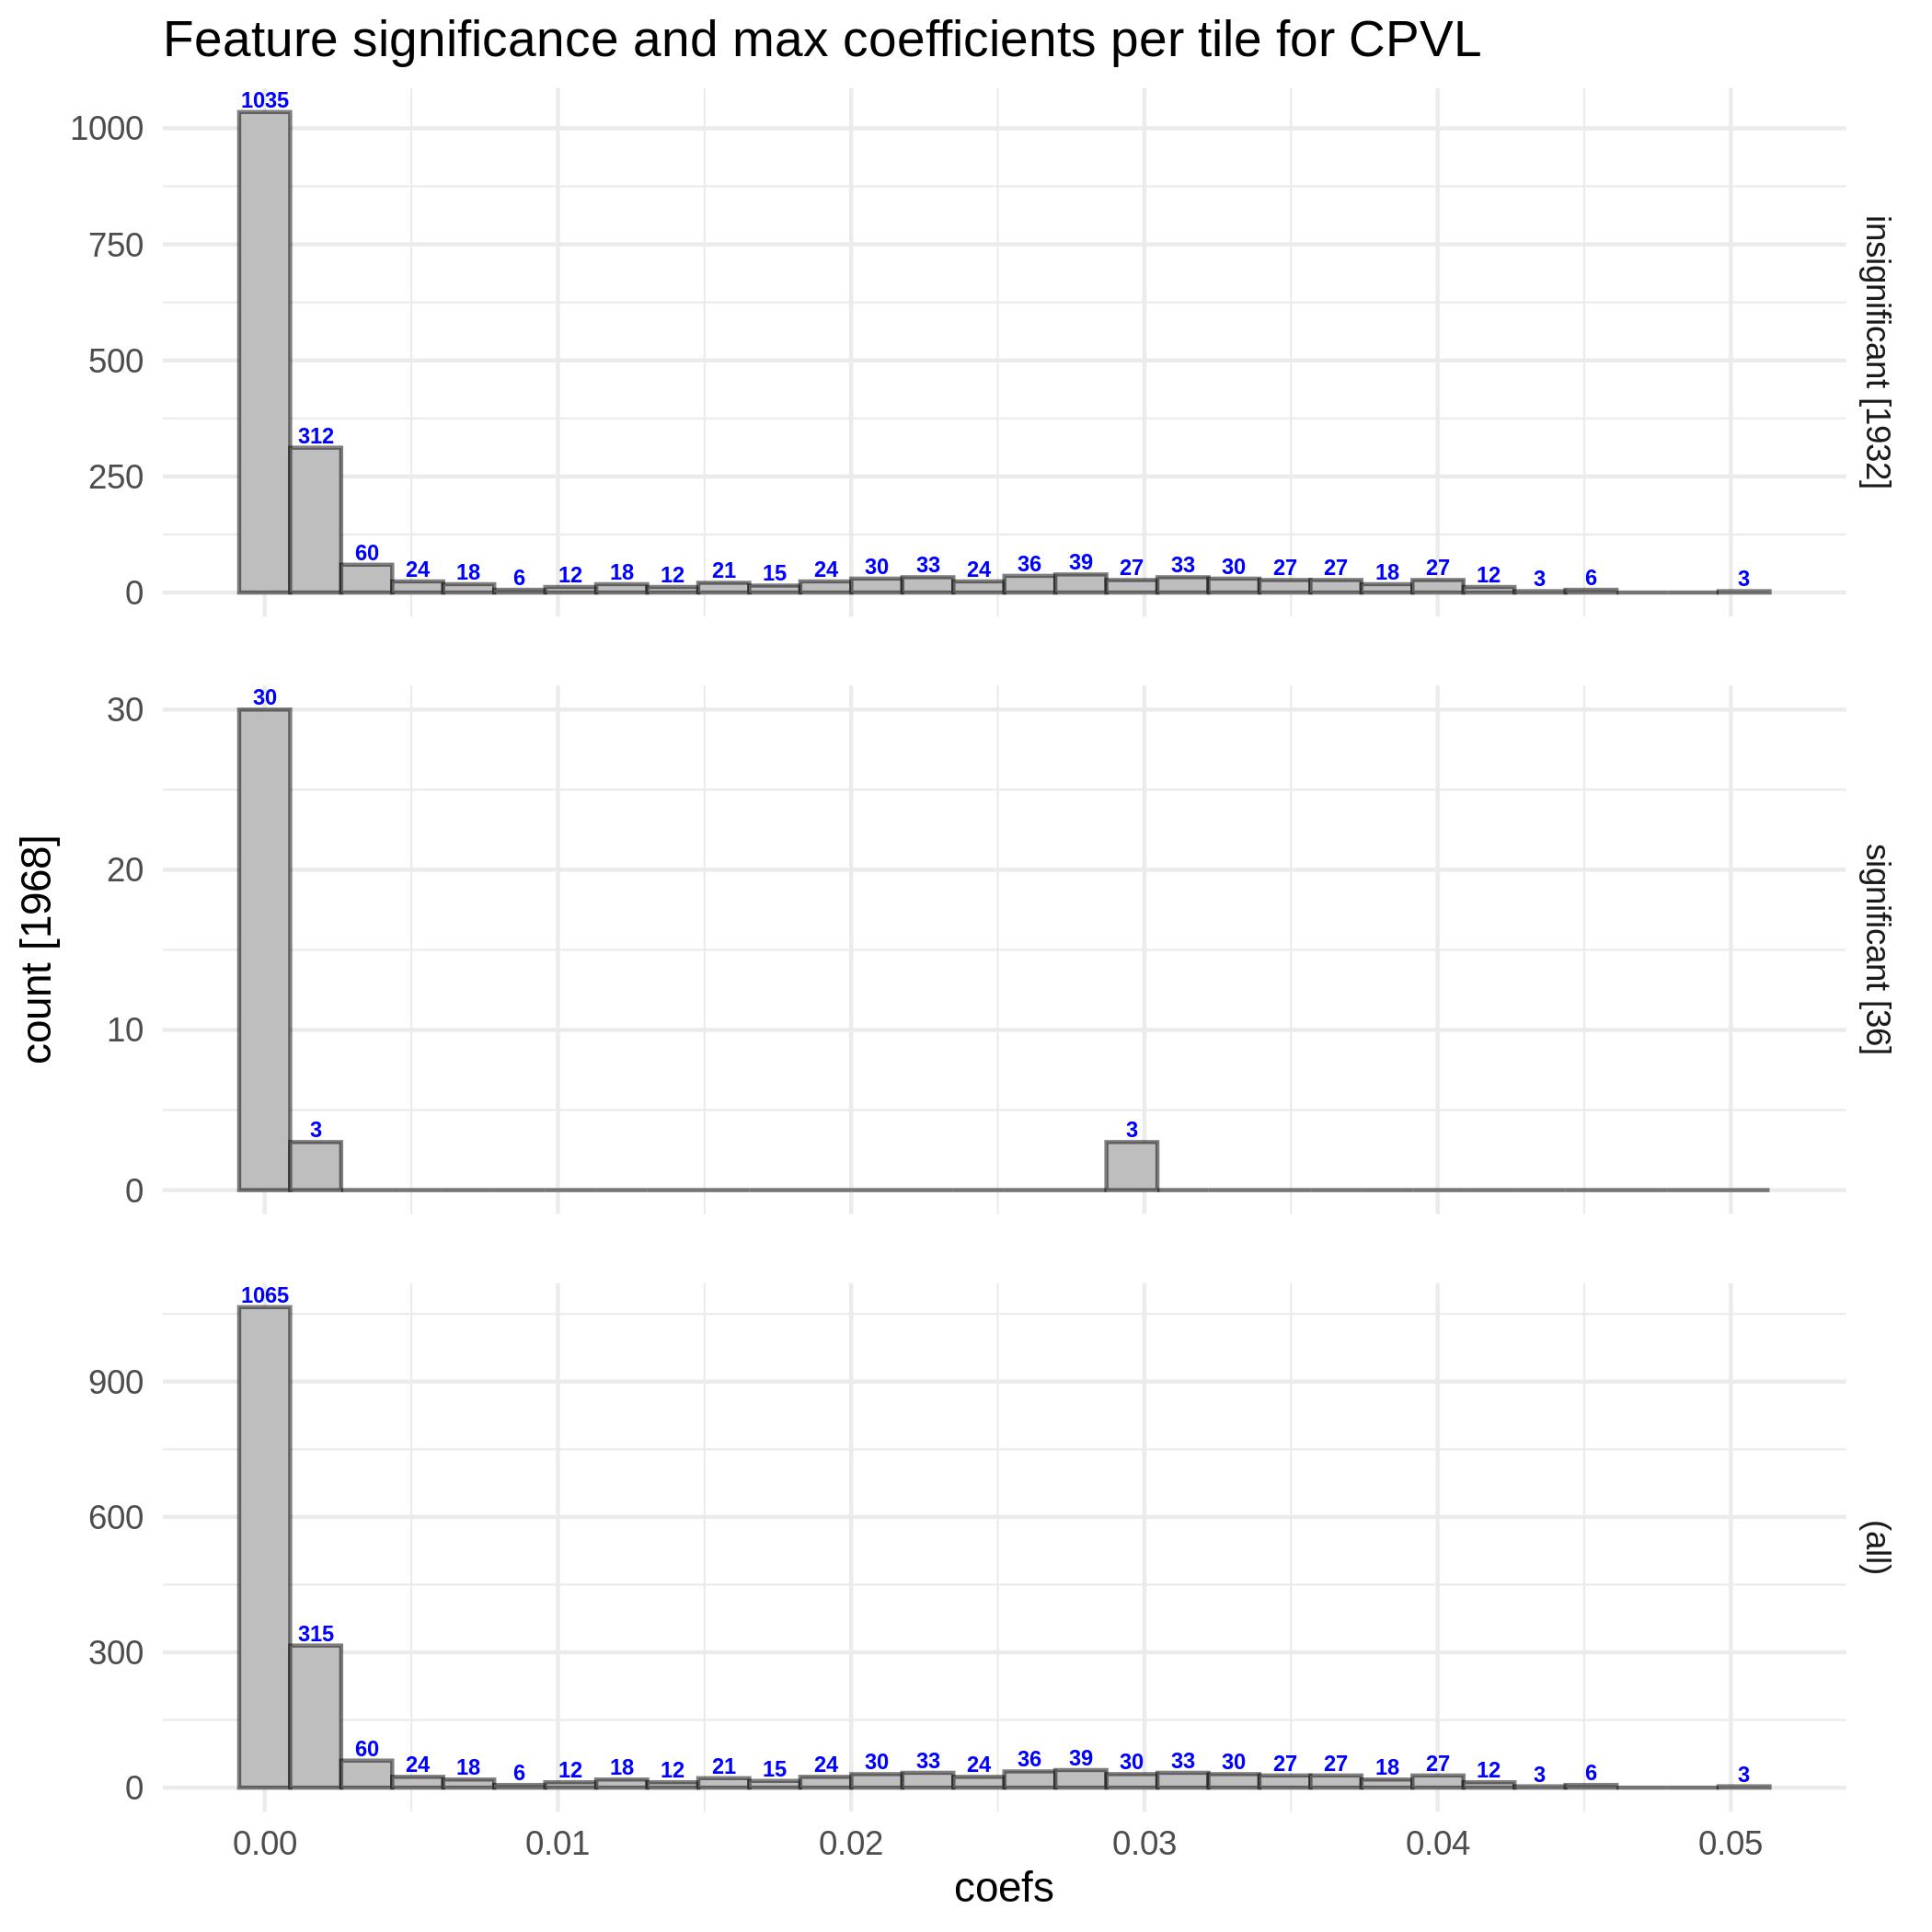 Feature significance and max coefficients per tile for CPVL
1035
1000
750
500
312
250
60 24 18 6 12 18 12 21 15 24 30 33 24 36 39 27 33 30 27 27 18 27 12 3 6 3
0
insignificant [1932]
30
30
20
10
3 3
0
significant [36]
count [1968]
1065
900
600
315
300
60 24 18 6 12 18 12 21 15 24 30 33 24 36 39 30 33 30 27 27 18 27 12 3 6 3
0
(all)
0.00 0.01 0.02 0.03 0.04 0.05
coefs